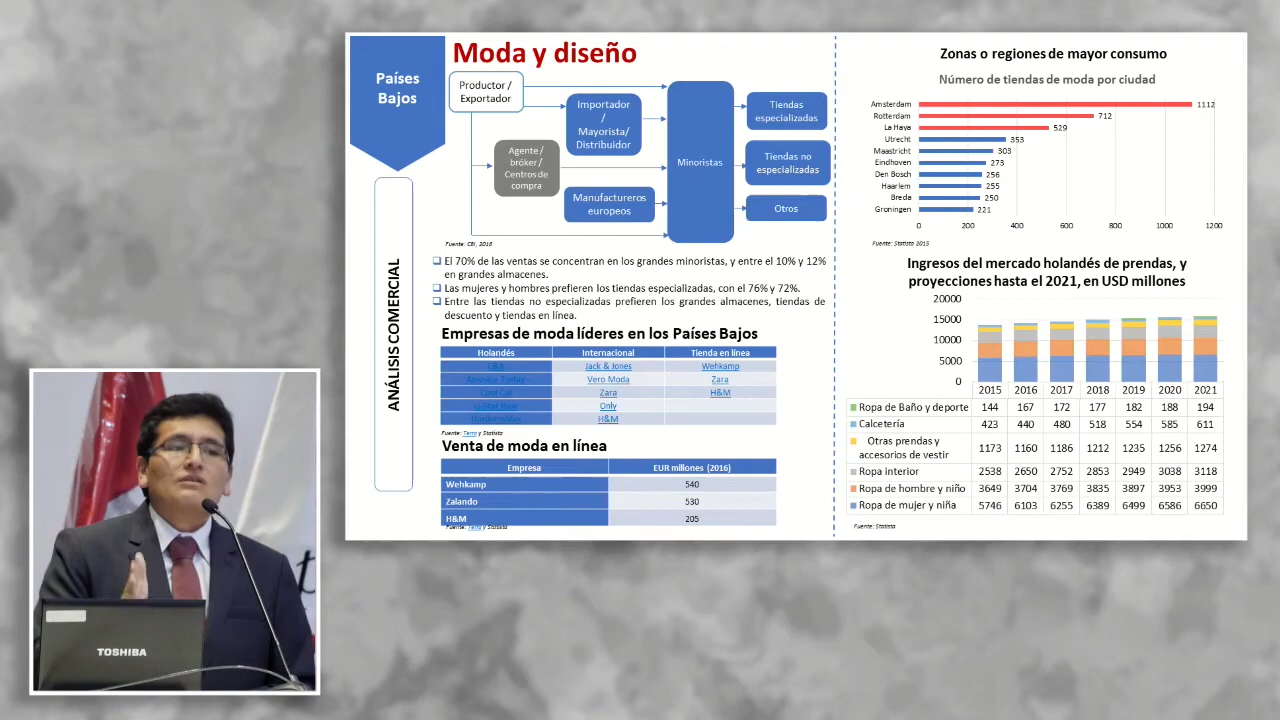 Países
Bajos
ANÁLISIS COMERCIAL
Moda y diseño
Productor /
Exportador
Importador
/
Mayorista/
Distribuidor
Agente /
bróker /
Centros de
compra
Manufactureros
europeos
Minoristas
Tiendas
especializadas
Tiendas no
especializadas
Otros
Fuente: CBI, 2016
El 70% de las ventas se concentran en los grandes minoristas, y entre el 10% y 12%
en grandes almacenes.
Las mujeres y hombres prefieren los tiendas especializadas, con el 76% y 72%.
Entre las tiendas no especializadas prefieren los grandes almacenes, tiendas de
descuento y tiendas en línea.
Empresas de moda líderes en los Países Bajos
Holandés Internacional Tienda en línea
C&A Jack & Jones Wehkamp
Vero Moda Zara
Cool Cat Zara H&M
G-Star Raw Only
H&M
Fuente: Terra y Statista
Venta de moda en línea
Empresa EUR millones (2016)
Wehkamp 540
Zalando 530
H&M 205
Fuente: Terra y Statista
Zonas o regiones de mayor consumo
Número de tiendas de moda por ciudad
Amsterdam 1112
Rotterdam 712
La Haya 529
Utrecht 353
Maastricht 303
Eindhoven 273
Den Bosch 256
Haarlem 255
Breda 250
Groningen 221
0 200 400 600 800 1000 1200
Fuente: Statista 2015
Ingresos del mercado holandés de prendas, y
proyecciones hasta el 2021, en USD millones
20000
15000
10000
5000
0
2015 2016 2017 2018 2019 2020 2021
Ropa de Baño y deporte 144 167 172 177 182 188 194
Calcetería 423 440 480 518 554 585 611
Otras prendas y
accesorios de vestir 1173 1160 1186 1212 1235 1256 1274
Ropa interior 2538 2650 2752 2853 2949 3038 3118
Ropa de hombre y niño 3649 3704 3769 3835 3897 3953 3999
Ropa de mujer y niña 5746 6103 6255 6389 6499 6586 6650
Fuente: Statista
TOSHIBA